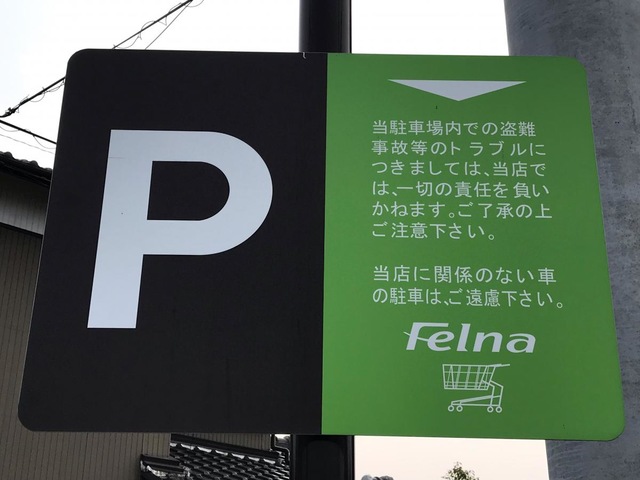 P
当駐車場内での盗難
事故等のトラブルに
つきましては、当店で
は、一切の責任を負い
かねます。ご了承の上
ご注意下さい。
当店に関係のない車
の駐車は、ご遠慮下さい。
Felna